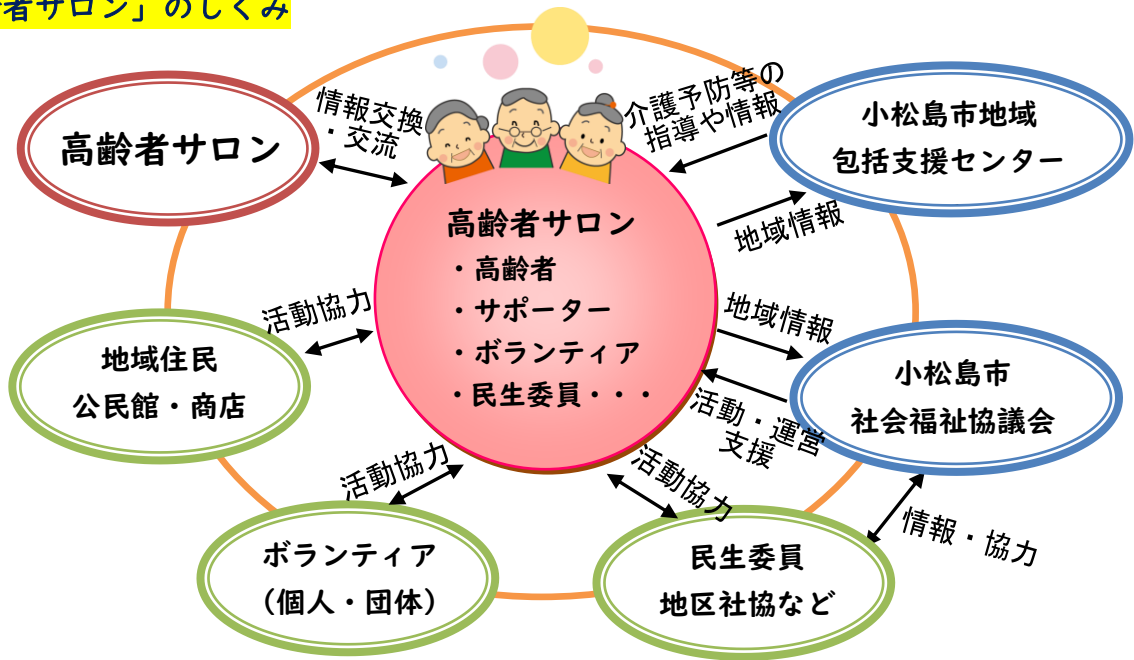 者サロン」のしくみ
高齢者サロン
情報交換
・交流
介護予防等の
指導や情報
小松島市地域
包括支援センター
地域情報
高齢者サロン
・高齢者
・サポーター
・ボランティア
・民生委員・・・
活動協力
地域住民
公民館・商店
地域情報
小松島市
社会福祉協議会
活動・運営
支援
活動協力
ボランティア
（個人・団体）
活動協力
民生委員
地区社協など
情報・協力